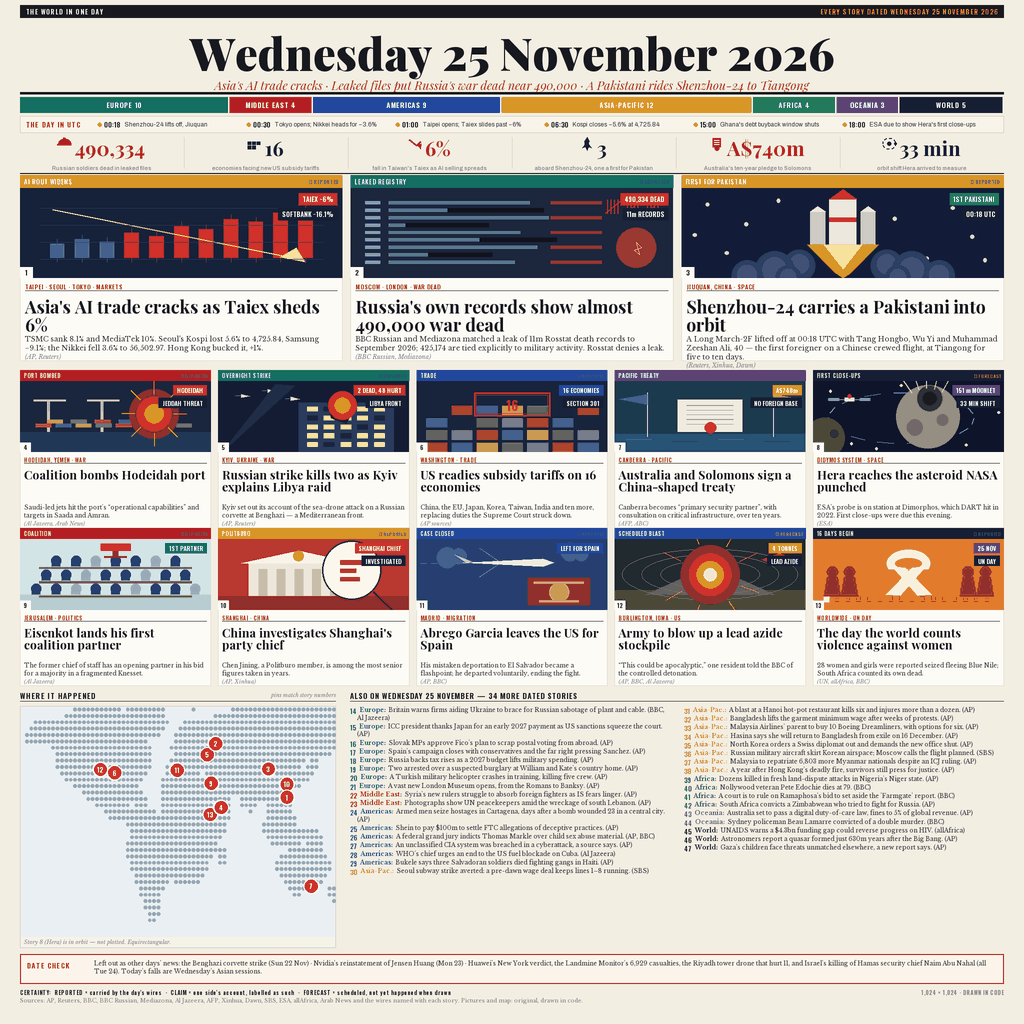 THE WORLD IN ONE DAY
EVERY STORY DATED WEDNESDAY 25 NOVEMBER 2026
Wednesday 25 November 2026
Asia's AI trade cracks · Leaked files put Russia's war dead near 490,000 · A Pakistani rides Shenzhou-24 to Tiangong
EUROPE 10
MIDDLE EAST 4
AMERICAS 9
ASIA-PACIFIC 12
AFRICA 4
OCEANIA 3
WORLD 5
THE DAY IN UTC
00:18 Shenzhou-24 lifts off, Jiuquan
00:30 Tokyo opens; Nikkei heads for −3.6%
01:00 Taipei opens; Taiex slides past −6%
06:30 Kospi closes −5.6% at 4,725.84
15:00 Ghana's debt buyback window shuts
18:00 ESA due to show Hera's first close-ups
490,334
Russian soldiers dead in leaked files
16
economies facing new US subsidy tariffs
6%
fall in Taiwan's Taiex as AI selling spreads
3
aboard Shenzhou-24, one a first for Pakistan
A$740m
Australia's ten-year pledge to Solomons
33 min
orbit shift Hera arrived to measure
AI ROUT WIDENS
REPORTED
TAIEX -6%
SOFTBANK -16.1%
1
TAIPEI · SEOUL · TOKYO · MARKETS
Asia's AI trade cracks as Taiex sheds
6%
TSMC sank 8.1% and MediaTek 10%. Seoul's Kospi lost 5.6% to 4,725.84, Samsung
−9.1%; the Nikkei fell 3.6% to 56,502.97. Hong Kong bucked it, +1%.
(AP, Reuters)
LEAKED REGISTRY
490,334 DEAD
11m RECORDS
2
MOSCOW · LONDON · WAR DEAD
Russia's own records show almost
490,000 war dead
BBC Russian and Mediazona matched a leak of 11m Rosstat death records to
September 2026; 425,174 are tied explicitly to military activity. Rosstat denies a leak.
(BBC Russian, Mediazona)
FIRST FOR PAKISTAN
REPORTED
1ST PAKISTANI
00:18 UTC
3
JIUQUAN, CHINA · SPACE
Shenzhou-24 carries a Pakistani into
orbit
A Long March-2F lifted off at 00:18 UTC with Tang Hongbo, Wu Yi and Muhammad
Zeeshan Ali, 40 — the first foreigner on a Chinese crewed flight, at Tiangong for
five to ten days.
(Reuters, Xinhua, Dawn)
PORT BOMBED
HODEIDAH
JEDDAH THREAT
4
HODEIDAH, YEMEN · WAR
Coalition bombs Hodeidah port
Saudi-led jets hit the port's "operational capabilities" and
targets in Saada and Amran.
(Al Jazeera, Arab News)
OVERNIGHT STRIKE
2 DEAD, 48 HURT
LIBYA FRONT
5
KYIV, UKRAINE · WAR
Russian strike kills two as Kyiv
explains Libya raid
Kyiv set out its account of the sea-drone attack on a Russian
corvette at Benghazi — a Mediterranean front.
(AP, Reuters)
TRADE
16 ECONOMIES
SECTION 301
16
6
WASHINGTON · TRADE
US readies subsidy tariffs on 16
economies
China, the EU, Japan, Korea, Taiwan, India and ten more,
replacing duties the Supreme Court struck down.
(AP sources)
PACIFIC TREATY
A$740m
NO FOREIGN BASE
7
CANBERRA · PACIFIC
Australia and Solomons sign a
China-shaped treaty
Canberra becomes "primary security partner", with
consultation on critical infrastructure, over ten years.
(AFP, ABC)
FIRST CLOSE-UPS
FORECAST
151 m MOONLET
33 MIN SHIFT
8
DIDYMOS SYSTEM · SPACE
Hera reaches the asteroid NASA
punched
ESA's probe is on station at Dimorphos, which DART hit in
2022. First close-ups were due this evening.
(ESA)
COALITION
1ST PARTNER
9
JERUSALEM · POLITICS
Eisenkot lands his first
coalition partner
The former chief of staff has an opening partner in his bid
for a majority in a fragmented Knesset.
(Al Jazeera)
POLITBURO
REPORTED
SHANGHAI CHIEF
INVESTIGATED
10
SHANGHAI · CHINA
China investigates Shanghai's
party chief
Chen Jining, a Politburo member, is among the most senior
figures taken in years.
(AP, Xinhua)
CASE CLOSED
LEFT FOR SPAIN
11
MADRID · MIGRATION
Abrego Garcia leaves the US for
Spain
His mistaken deportation to El Salvador became a
flashpoint; he departed voluntarily, ending the fight.
(AP, BBC)
SCHEDULED BLAST
4 TONNES
LEAD AZIDE
12
BURLINGTON, IOWA · US
Army to blow up a lead azide
stockpile
"This could be apocalyptic," one resident told the BBC of
the controlled detonation.
(AP, BBC, Al Jazeera)
16 DAYS BEGIN
REPORTED
25 NOV
UN DAY
13
WORLDWIDE · UN DAY
The day the world counts
violence against women
28 women and girls were reported seized fleeing Blue Nile;
South Africa counted its own dead.
(UN, allAfrica, BBC)
WHERE IT HAPPENED
pins match story numbers
2
5
12
6
11
3
9
10
1
4
13
7
Story 8 (Hera) is in orbit — not plotted. Equirectangular.
ALSO ON WEDNESDAY 25 NOVEMBER — 34 MORE DATED STORIES
14 Europe: Britain warns firms aiding Ukraine to brace for Russian sabotage of plant and cable. (BBC,
Al Jazeera)
15 Europe: ICC president thanks Japan for an early 2027 payment as US sanctions squeeze the court.
(AP)
16 Europe: Slovak MPs approve Fico's plan to scrap postal voting from abroad. (AP)
17 Europe: Spain's campaign closes with conservatives and the far right pressing Sanchez. (AP)
18 Europe: Russia backs tax rises as a 2027 budget lifts military spending. (AP)
19 Europe: Two arrested over a suspected burglary at William and Kate's country home. (AP)
20 Europe: A Turkish military helicopter crashes in training, killing five crew. (AP)
21 Europe: A vast new London Museum opens, from the Romans to Banksy. (AP)
22 Middle East: Syria's new rulers struggle to absorb foreign fighters as IS fears linger. (AP)
23 Middle East: Photographs show UN peacekeepers amid the wreckage of south Lebanon. (AP)
24 Americas: Armed men seize hostages in Cartagena, days after a bomb wounded 23 in a central city.
(AP)
25 Americas: Shein to pay $100m to settle FTC allegations of deceptive practices. (AP)
26 Americas: A federal grand jury indicts Thomas Markle over child sex abuse material. (AP, BBC)
27 Americas: An unclassified CIA system was breached in a cyberattack, a source says. (AP)
28 Americas: WHO's chief urges an end to the US fuel blockade on Cuba. (Al Jazeera)
29 Americas: Bukele says three Salvadoran soldiers died fighting gangs in Haiti. (AP)
30 Asia-Pac.: Seoul subway strike averted: a pre-dawn wage deal keeps lines 1–8 running. (SBS)
31 Asia-Pac.: A blast at a Hanoi hot-pot restaurant kills six and injures more than a dozen. (AP)
32 Asia-Pac.: Bangladesh lifts the garment minimum wage after weeks of protests. (AP)
33 Asia-Pac.: Malaysia Airlines' parent to buy 10 Boeing Dreamliners, with options for six. (AP)
34 Asia-Pac.: Hasina says she will return to Bangladesh from exile on 16 December. (AP)
35 Asia-Pac.: North Korea orders a Swiss diplomat out and demands the new office shut. (AP)
36 Asia-Pac.: Russian military aircraft skirt Korean airspace; Moscow calls the flight planned. (SBS)
37 Asia-Pac.: Malaysia to repatriate 6,803 more Myanmar nationals despite an ICJ ruling. (AP)
38 Asia-Pac.: A year after Hong Kong's deadly fire, survivors still press for justice. (AP)
39 Africa: Dozens killed in fresh land-dispute attacks in Nigeria's Niger state. (AP)
40 Africa: Nollywood veteran Pete Edochie dies at 79. (BBC)
41 Africa: A court is to rule on Ramaphosa's bid to set aside the 'Farmgate' report. (BBC)
42 Africa: South Africa convicts a Zimbabwean who tried to fight for Russia. (AP)
43 Oceania: Australia set to pass a digital duty-of-care law, fines to 5% of global revenue. (AP)
44 Oceania: Sydney policeman Beau Lamarre convicted of a double murder. (BBC)
45 World: UNAIDS warns a $4.3bn funding gap could reverse progress on HIV. (allAfrica)
46 World: Astronomers report a quasar formed just 630m years after the Big Bang. (AP)
47 World: Gaza's children face threats unmatched elsewhere, a new report says. (AP)
DATE CHECK
Left out as other days' news: the Benghazi corvette strike (Sun 22 Nov) · Nvidia's reinstatement of Jensen Huang (Mon 23) · Huawei's New York verdict, the Landmine Monitor's 6,929 casualties, the Riyadh tower drone that hurt 11, and Israel's killing of Hamas security chief Naim Abu Nahal (all
Tue 24). Today's falls are Wednesday's Asian sessions.
CERTAINTY: REPORTED = carried by the day's wires · CLAIM = one side's account, labelled as such · FORECAST = scheduled, not yet happened when drawn
1,024 × 1,024 · DRAWN IN CODE
Sources: AP, Reuters, BBC, BBC Russian, Mediazona, Al Jazeera, AFP, Xinhua, Dawn, SBS, ESA, allAfrica, Arab News and the wires named with each story. Pictures and map: original, drawn in code.